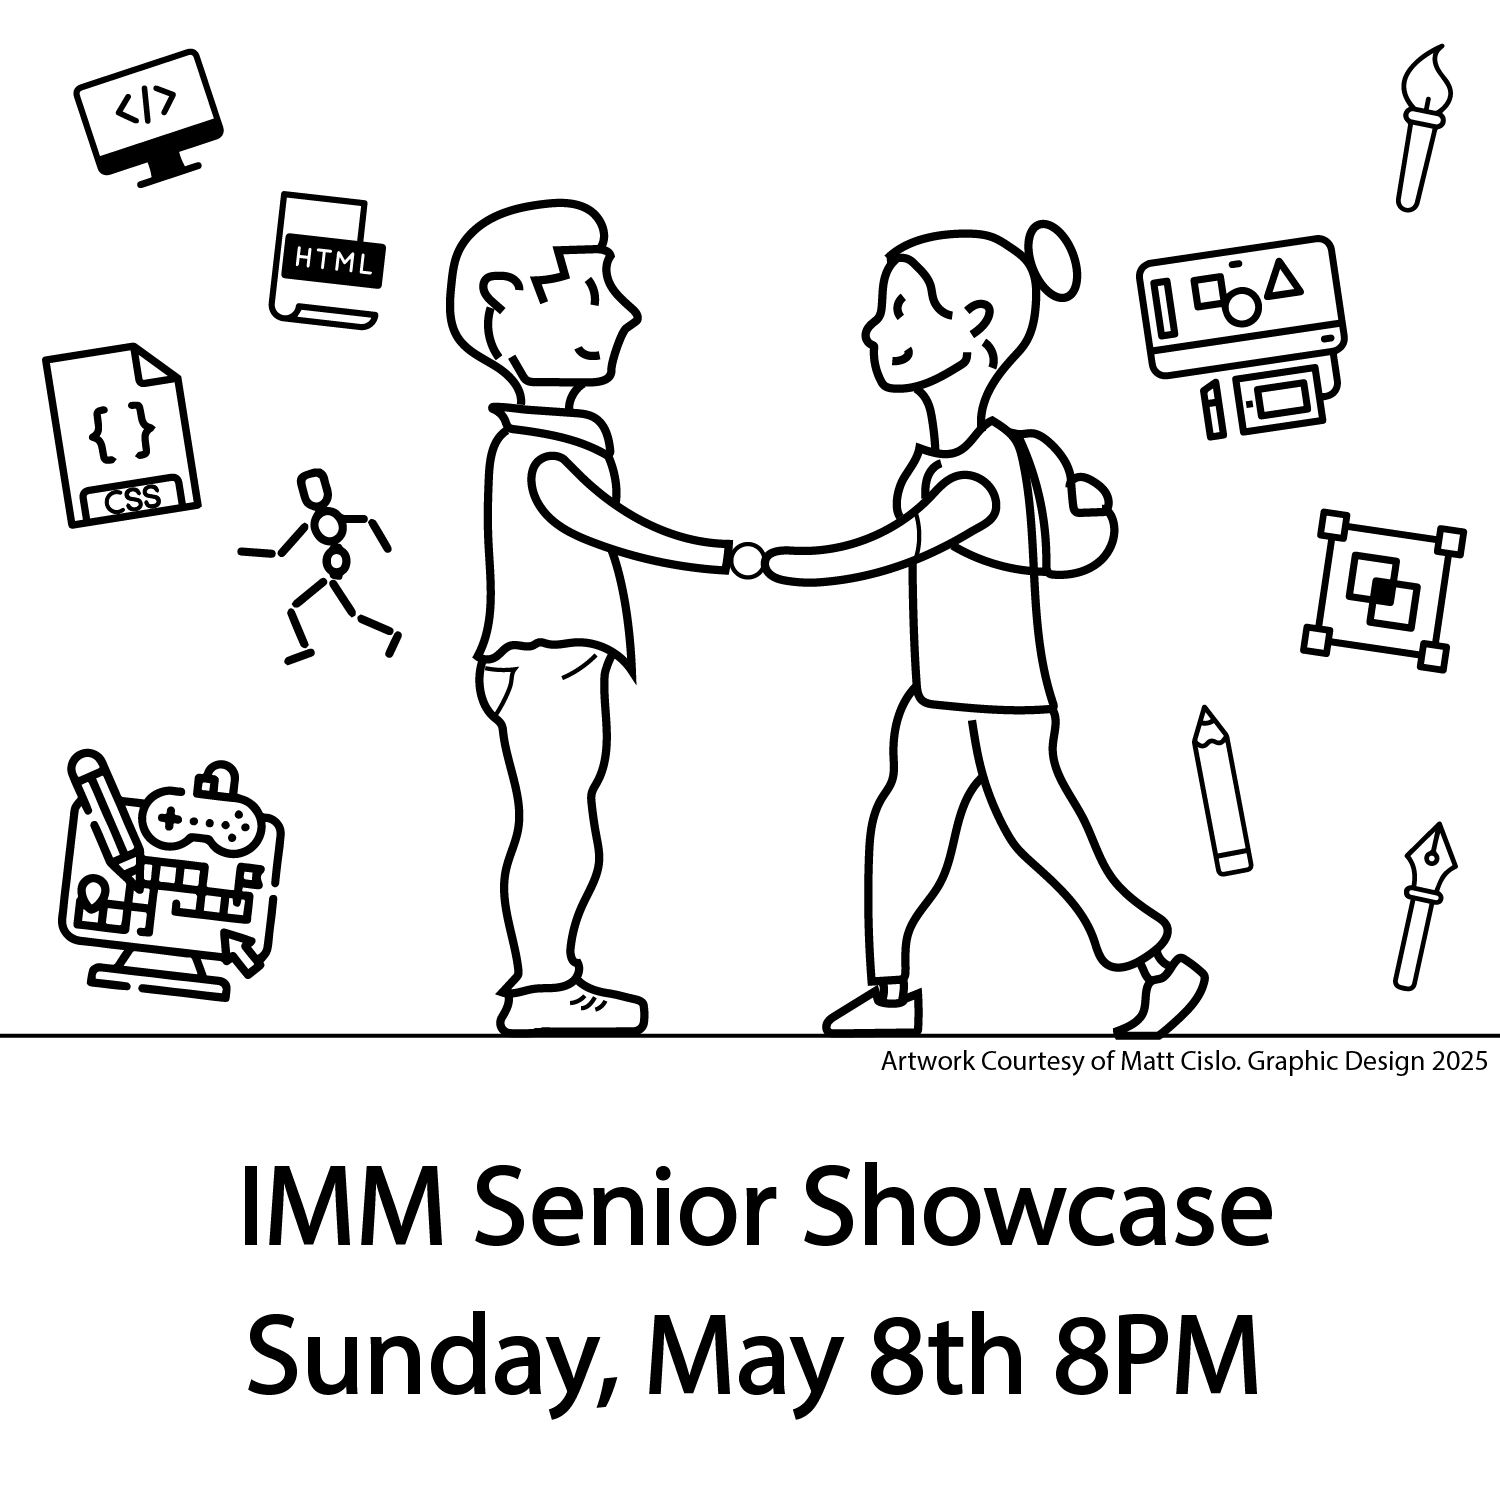 </>
HTML
{ }
CSS
Artwork Courtesy of Matt Cislo. Graphic Design 2025
IMM Senior Showcase
Sunday, May 8th 8PM